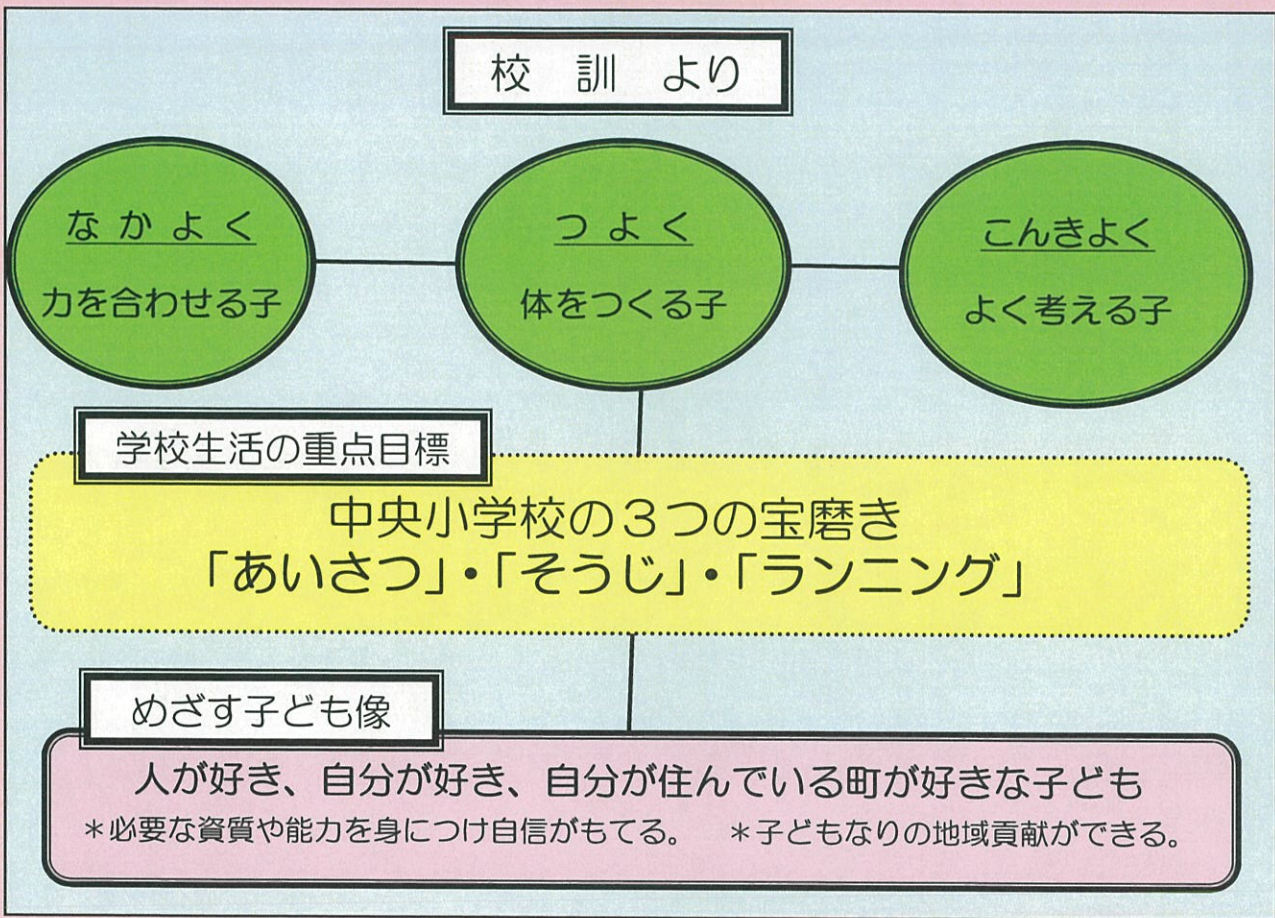 校 訓 より
な か よ く
力を合わせる子
つ よ く
体をつくる子
こんきよく
よく考える子
学校生活の重点目標
中央小学校の３つの宝磨き
「あいさつ」・「そうじ」・「ランニング」
めざす子ども像
人が好き、自分が好き、自分が住んでいる町が好きな子ども
＊必要な資質や能力を身につけ自信がもてる。　＊子どもなりの地域貢献ができる。